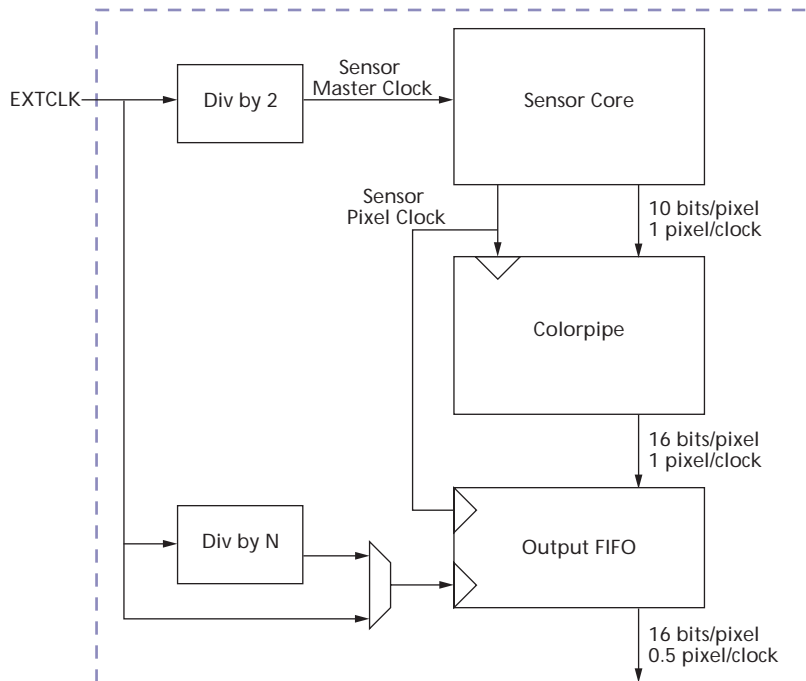 EXTCLK
Div by 2
Sensor
Master Clock
Sensor Core
Sensor
Pixel Clock
10 bits/pixel
1 pixel/clock
Colorpipe
16 bits/pixel
1 pixel/clock
Div by N
Output FIFO
16 bits/pixel
0.5 pixel/clock